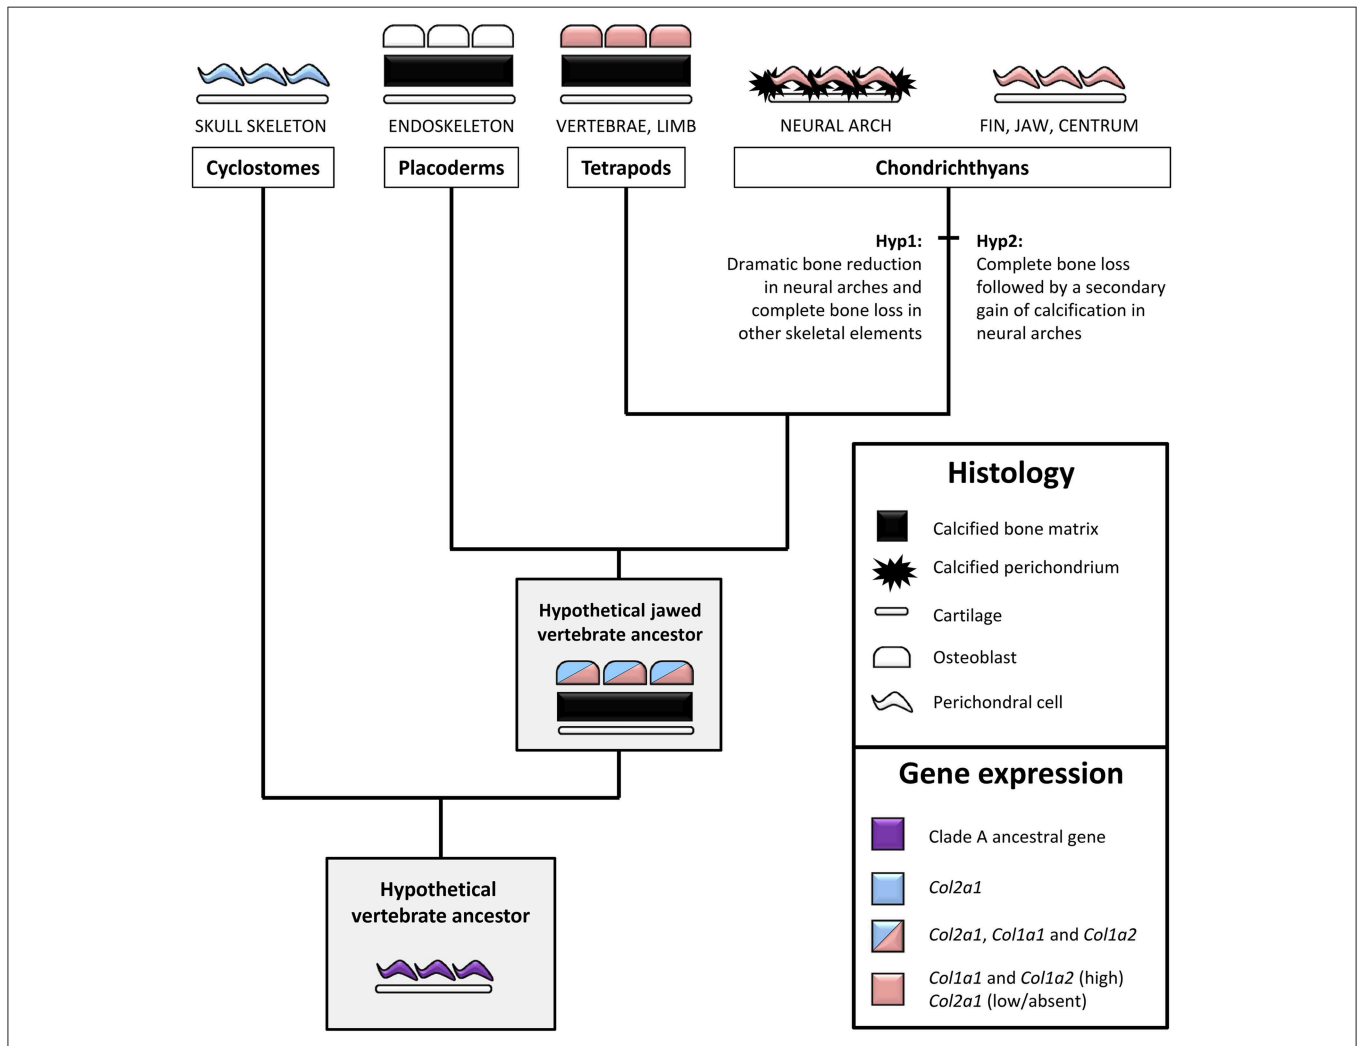 SKULL SKELETON
ENDOSKELETON
VERTEBRAE, LIMB
NEURAL ARCH
FIN, JAW, CENTRUM
Cyclostomes
Placoderms
Tetrapods
Chondrichthyans
Hyp1:
Dramatic bone reduction
in neural arches and
complete bone loss in
other skeletal elements
Hyp2:
Complete bone loss
followed by a secondary
gain of calcification in
neural arches
Hypothetical jawed
vertebrate ancestor
Hypothetical
vertebrate ancestor
Histology
Calcified bone matrix
Calcified perichondrium
Cartilage
Osteoblast
Perichondral cell
Gene expression
Clade A ancestral gene
Col2a1
Col2a1, Col1a1 and Col1a2
Col1a1 and Col1a2 (high)
Col2a1 (low/absent)